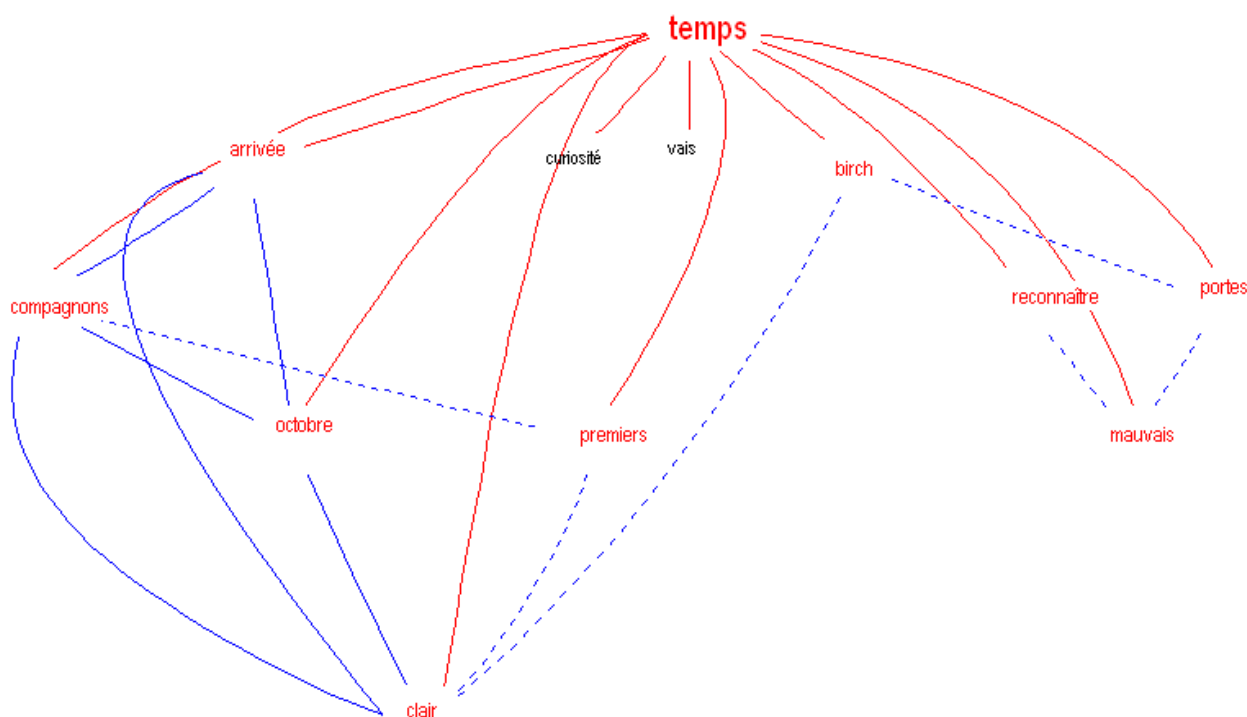 temps
arrivée
curiosité
vais
birch
compagnons
reconnaître
portes
octobre
premiers
mauvais
clair